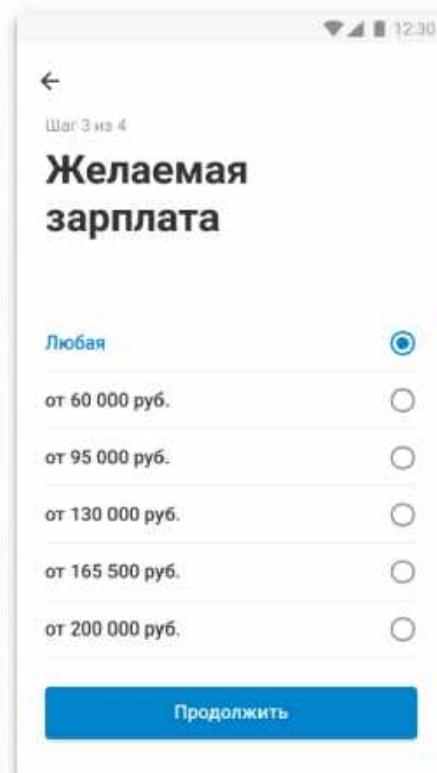 12:30
Шаг 3 из 4
Желаемая
зарплата
Любая
от 60 000 руб.
от 95 000 руб.
от 130 000 руб.
от 165 500 руб.
от 200 000 руб.
Продолжить